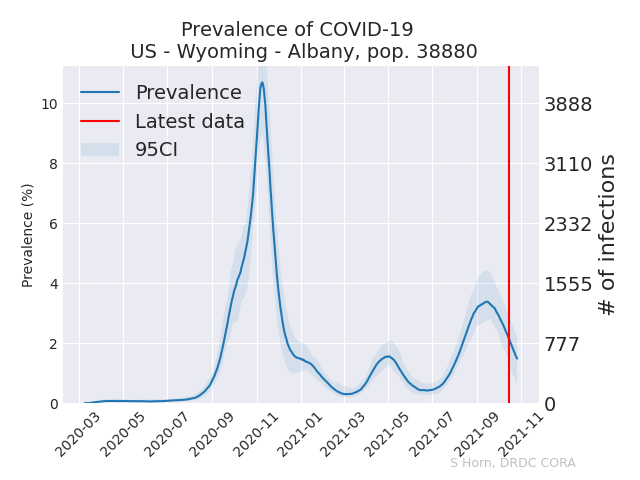 Prevalence of COVID-19
US - Wyoming - Albany, pop. 38880
Prevalence
Latest data
95CI
Prevalence (%)
10
8
6
4
2
0
3888
3110
2332
1555
777
0
# of infections
2020-03
2020-05
2020-07
2020-09
2020-11
2021-01
2021-03
2021-05
2021-07
2021-09
2021-11
S Horn, DRDC CORA